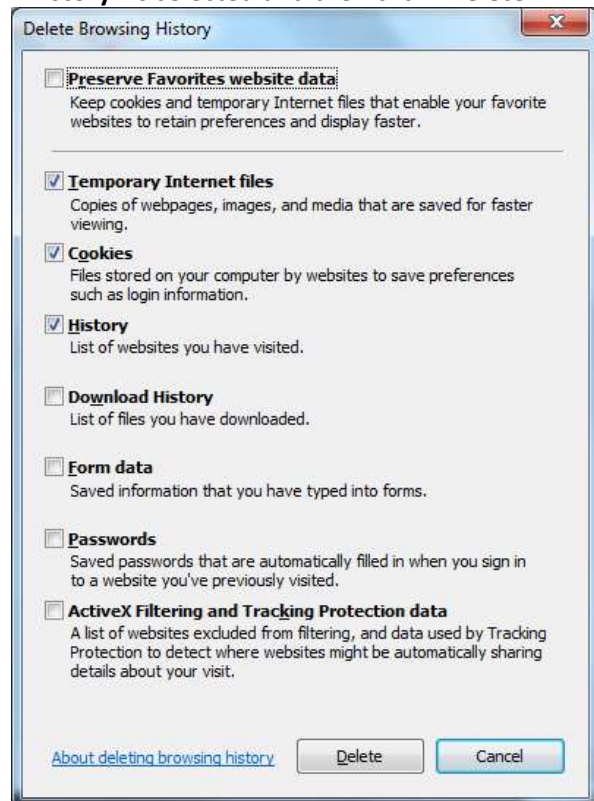 History selected and
Delete Browsing History
Preserve Favorites website data
Keep cookies and temporary Internet files that enable your favorite
websites to retain preferences and display faster.
Temporary Internet files
Copies of webpages, images, and media that are saved for faster
viewing.
Cookies
Files stored on your computer by websites to save preferences
such as login information.
History
List of websites you have visited.
Download History
List of files you have downloaded.
Form data
Saved information that you have typed into forms.
Passwords
Saved passwords that are automatically filled in when you sign in
to a website you've previously visited.
ActiveX Filtering and Tracking Protection data
A list of websites excluded from filtering, and data used by Tracking
Protection to detect where websites might be automatically sharing
details about your visit.
About deleting browsing history Delete Cancel